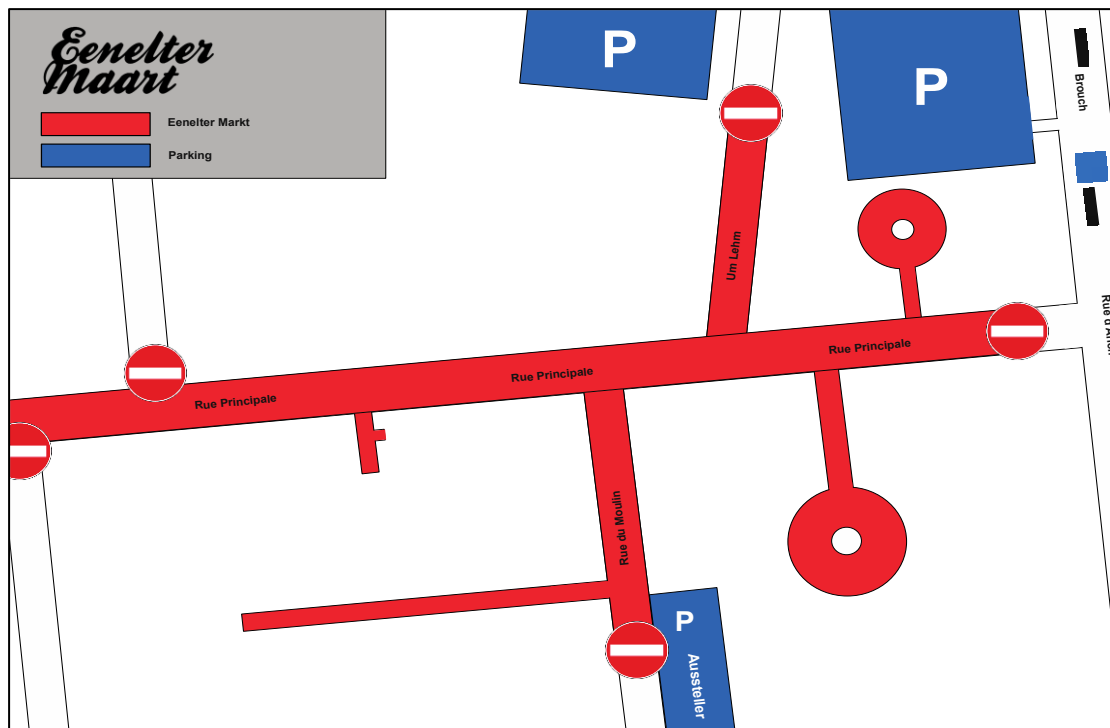 Eenelter
Maart
Eenelter Markt
Parking
P
P
Brouch
Um Lehm
Rue Principale
Rue Principale
Rue Principale
Rue du Moulin
P
Aussteller